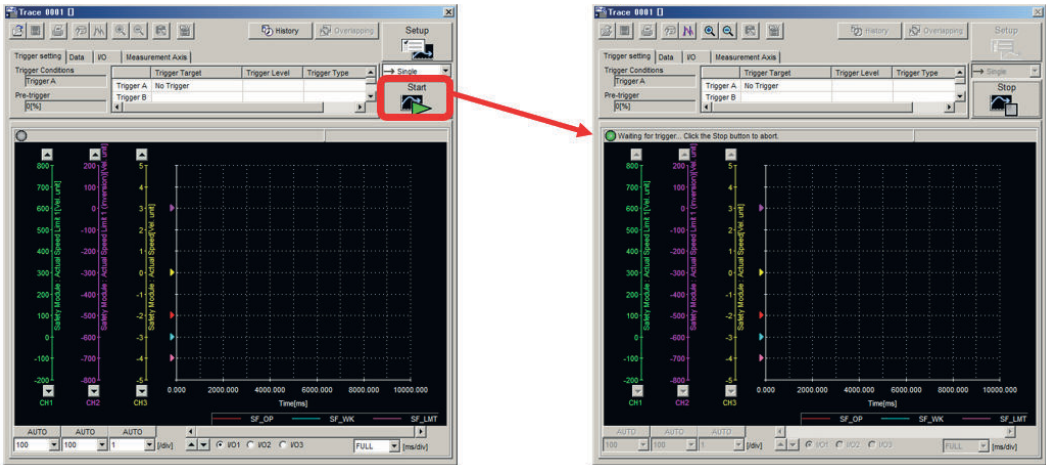 Trace 0001 []
History
Overlapping
Setup
Trigger setting Data I/O Measurement Axis
Single
Trigger Conditions
Trigger A
Pre-trigger
0[%]
Trigger Target Trigger Level Trigger Type
Trigger A No Trigger
Trigger B
Start
800 700 600 500 400 300 200 100 0 -100 -200
Safety Module : Actual Speed Limit 1[Vel. unit]
CH1
200 100 0 -100 -200 -300 -400 -500 -600 -700 -800
Safety Module : Actual Speed Limit 1 (Inversion)[Vel. unit]
CH2
5 4 3 2 1 0 -1 -2 -3 -4 -5
Safety Module : Actual Speed[Vel. unit]
CH3
0.000 2000.000 4000.000 6000.000 8000.000 10000.000
Time[ms]
SF_OP SF_WK SF_LMT
AUTO AUTO AUTO
100 100 1 [/div] I/O1 I/O2 I/O3 FULL [ms/div]
Trace 0001 []
History
Overlapping
Setup
Trigger setting Data I/O Measurement Axis
Single
Trigger Conditions
Trigger A
Pre-trigger
0[%]
Trigger Target Trigger Level Trigger Type
Trigger A No Trigger
Trigger B
Stop
Waiting for trigger... Click the Stop button to abort.
800 700 600 500 400 300 200 100 0 -100 -200
Safety Module : Actual Speed Limit 1[Vel. unit]
CH1
200 100 0 -100 -200 -300 -400 -500 -600 -700 -800
Safety Module : Actual Speed Limit 1 (Inversion)[Vel. unit]
CH2
5 4 3 2 1 0 -1 -2 -3 -4 -5
Safety Module : Actual Speed[Vel. unit]
CH3
0.000 2000.000 4000.000 6000.000 8000.000 10000.000
Time[ms]
SF_OP SF_WK SF_LMT
AUTO AUTO AUTO
100 100 1 [/div] I/O1 I/O2 I/O3 FULL [ms/div]